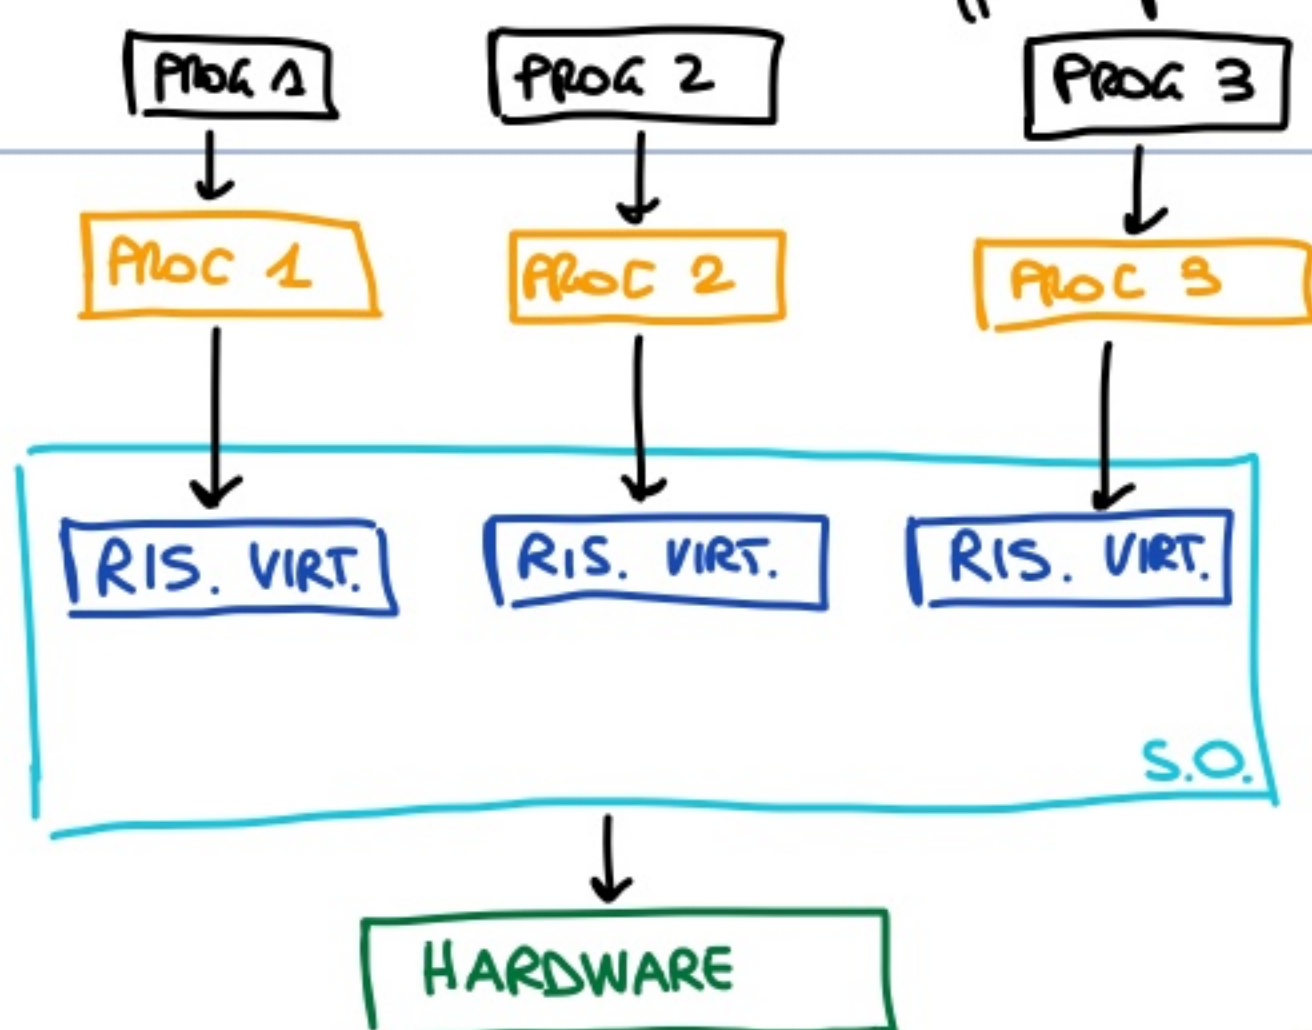 PROG 1 PROG 2 PROG 3
PROC 1 PROC 2 PROC 3
RIS. VIRT. RIS. VIRT. RIS. VIRT.
S.O.
HARDWARE